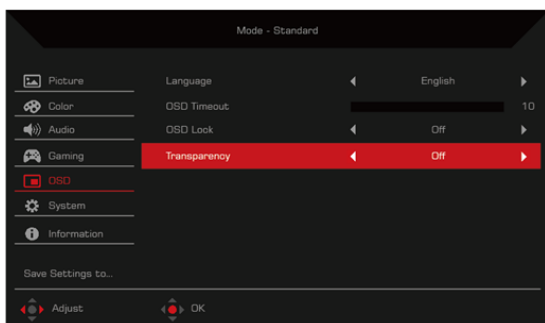 Mode - Standard
Picture
Language English
Color
OSD Timeout 10
Audio
OSD Lock Off
Gaming
Transparency Off
OSD
System
Information
Save Settings to...
Adjust OK